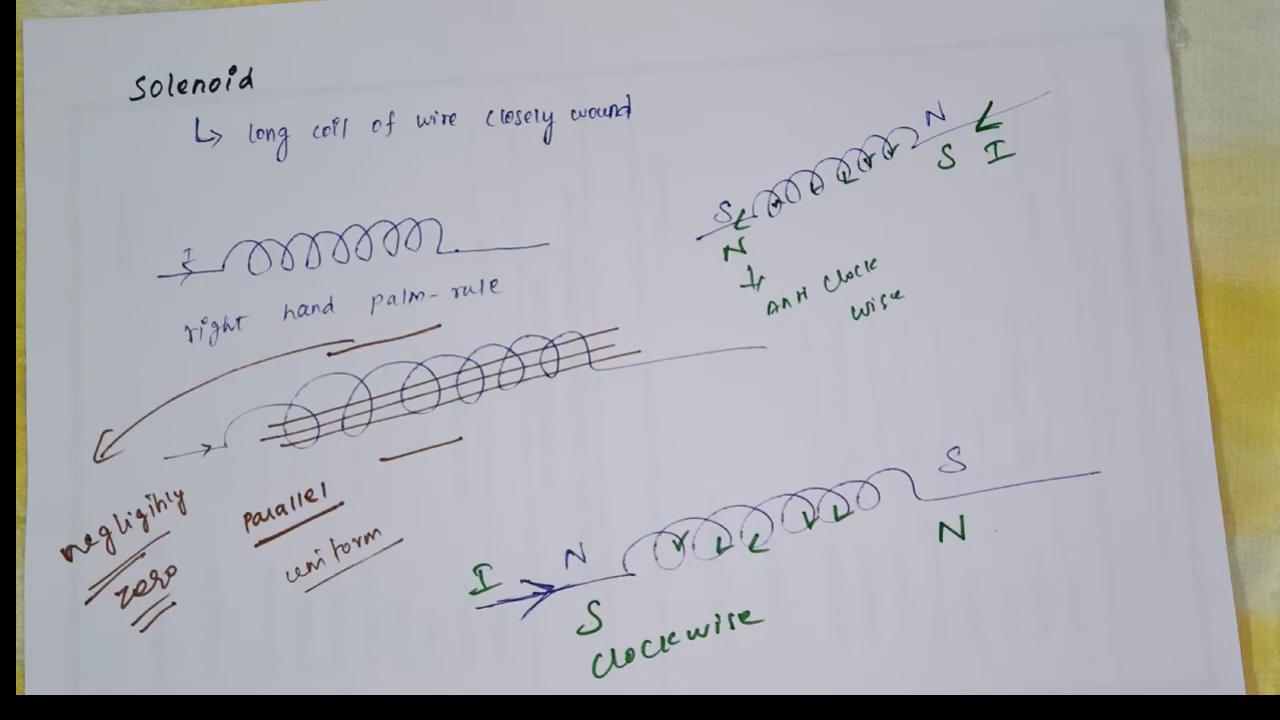 Solenoid
↳ long coil of wire closely wound
I
right hand palm-rule
negligibly
zero
Parallel
uniform
N
S I
S
N
Anti clock
wise
S
N
I N
S
Clockwise